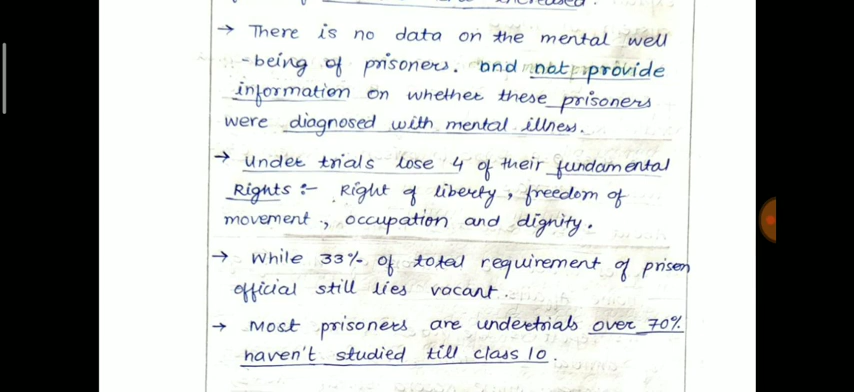 increased.
→ There is no data on the mental well
-being of prisoners. and not provide
information on whether these prisoners
were diagnosed with mental illness.
→ Under trials lose 4 of their fundamental
Rights :- Right of liberty, freedom of
movement., occupation and dignity.
→ While 33% of total requirement of prison
official still lies vacant.
→ Most prisoners are undertrials over 70%
haven't studied till class 10.